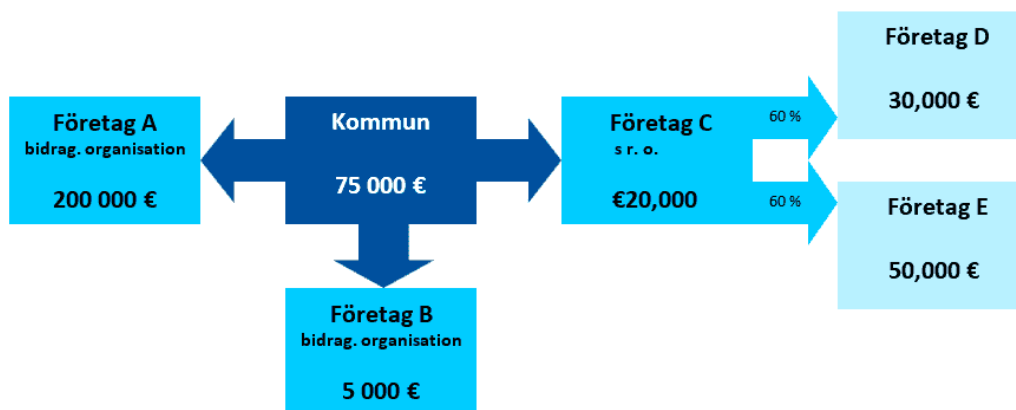 Företag A
bidrag. organisation
200 000 €
Kommun
75 000 €
Företag B
bidrag. organisation
5 000 €
Företag C
s r. o.
€20,000
60 %
60 %
Företag D
30,000 €
Företag E
50,000 €